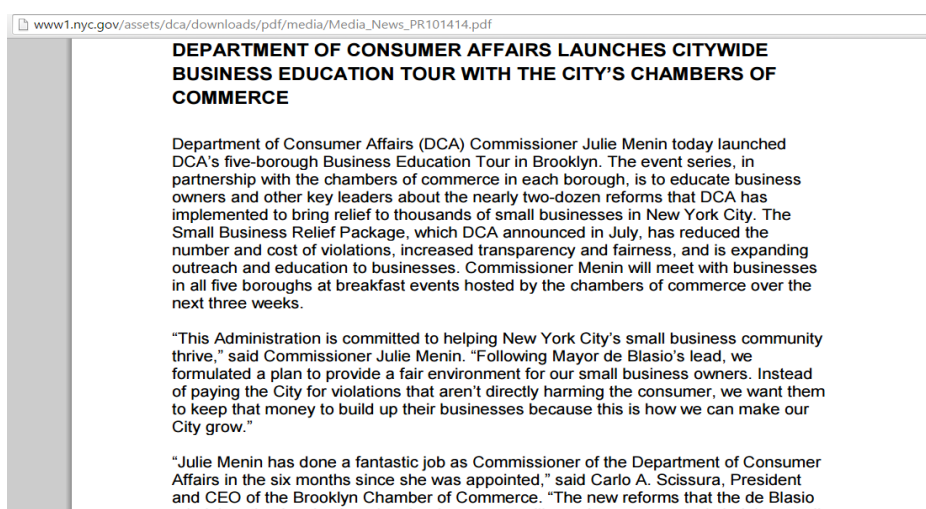 www1.nyc.gov/assets/dca/downloads/pdf/media/Media_News_PR101414.pdf
DEPARTMENT OF CONSUMER AFFAIRS LAUNCHES CITYWIDE
BUSINESS EDUCATION TOUR WITH THE CITY’S CHAMBERS OF
COMMERCE
Department of Consumer Affairs (DCA) Commissioner Julie Menin today launched
DCA’s five-borough Business Education Tour in Brooklyn. The event series, in
partnership with the chambers of commerce in each borough, is to educate business
owners and other key leaders about the nearly two-dozen reforms that DCA has
implemented to bring relief to thousands of small businesses in New York City. The
Small Business Relief Package, which DCA announced in July, has reduced the
number and cost of violations, increased transparency and fairness, and is expanding
outreach and education to businesses. Commissioner Menin will meet with businesses
in all five boroughs at breakfast events hosted by the chambers of commerce over the
next three weeks.
“This Administration is committed to helping New York City’s small business community
thrive,” said Commissioner Julie Menin. “Following Mayor de Blasio’s lead, we
formulated a plan to provide a fair environment for our small business owners. Instead
of paying the City for violations that aren’t directly harming the consumer, we want them
to keep that money to build up their businesses because this is how we can make our
City grow.”
“Julie Menin has done a fantastic job as Commissioner of the Department of Consumer
Affairs in the six months since she was appointed,” said Carlo A. Scissura, President
and CEO of the Brooklyn Chamber of Commerce. “The new reforms that the de Blasio